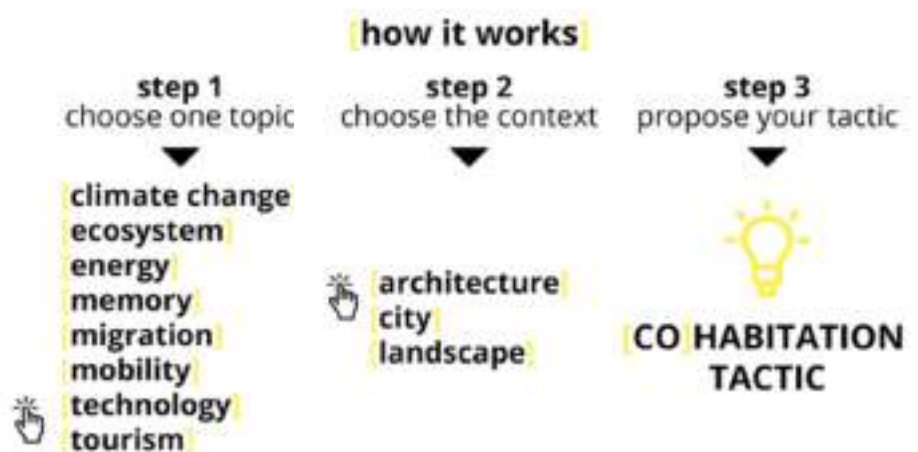 [how it works]
step 1
choose one topic
[climate change
[ecosystem]
[energy]
[memory]
[migration]
[mobility]
[technology]
[tourism]
step 2
choose the context
[architecture]
[city]
[landscape]
step 3
propose your tactic
[CO]HABITATION
TACTIC